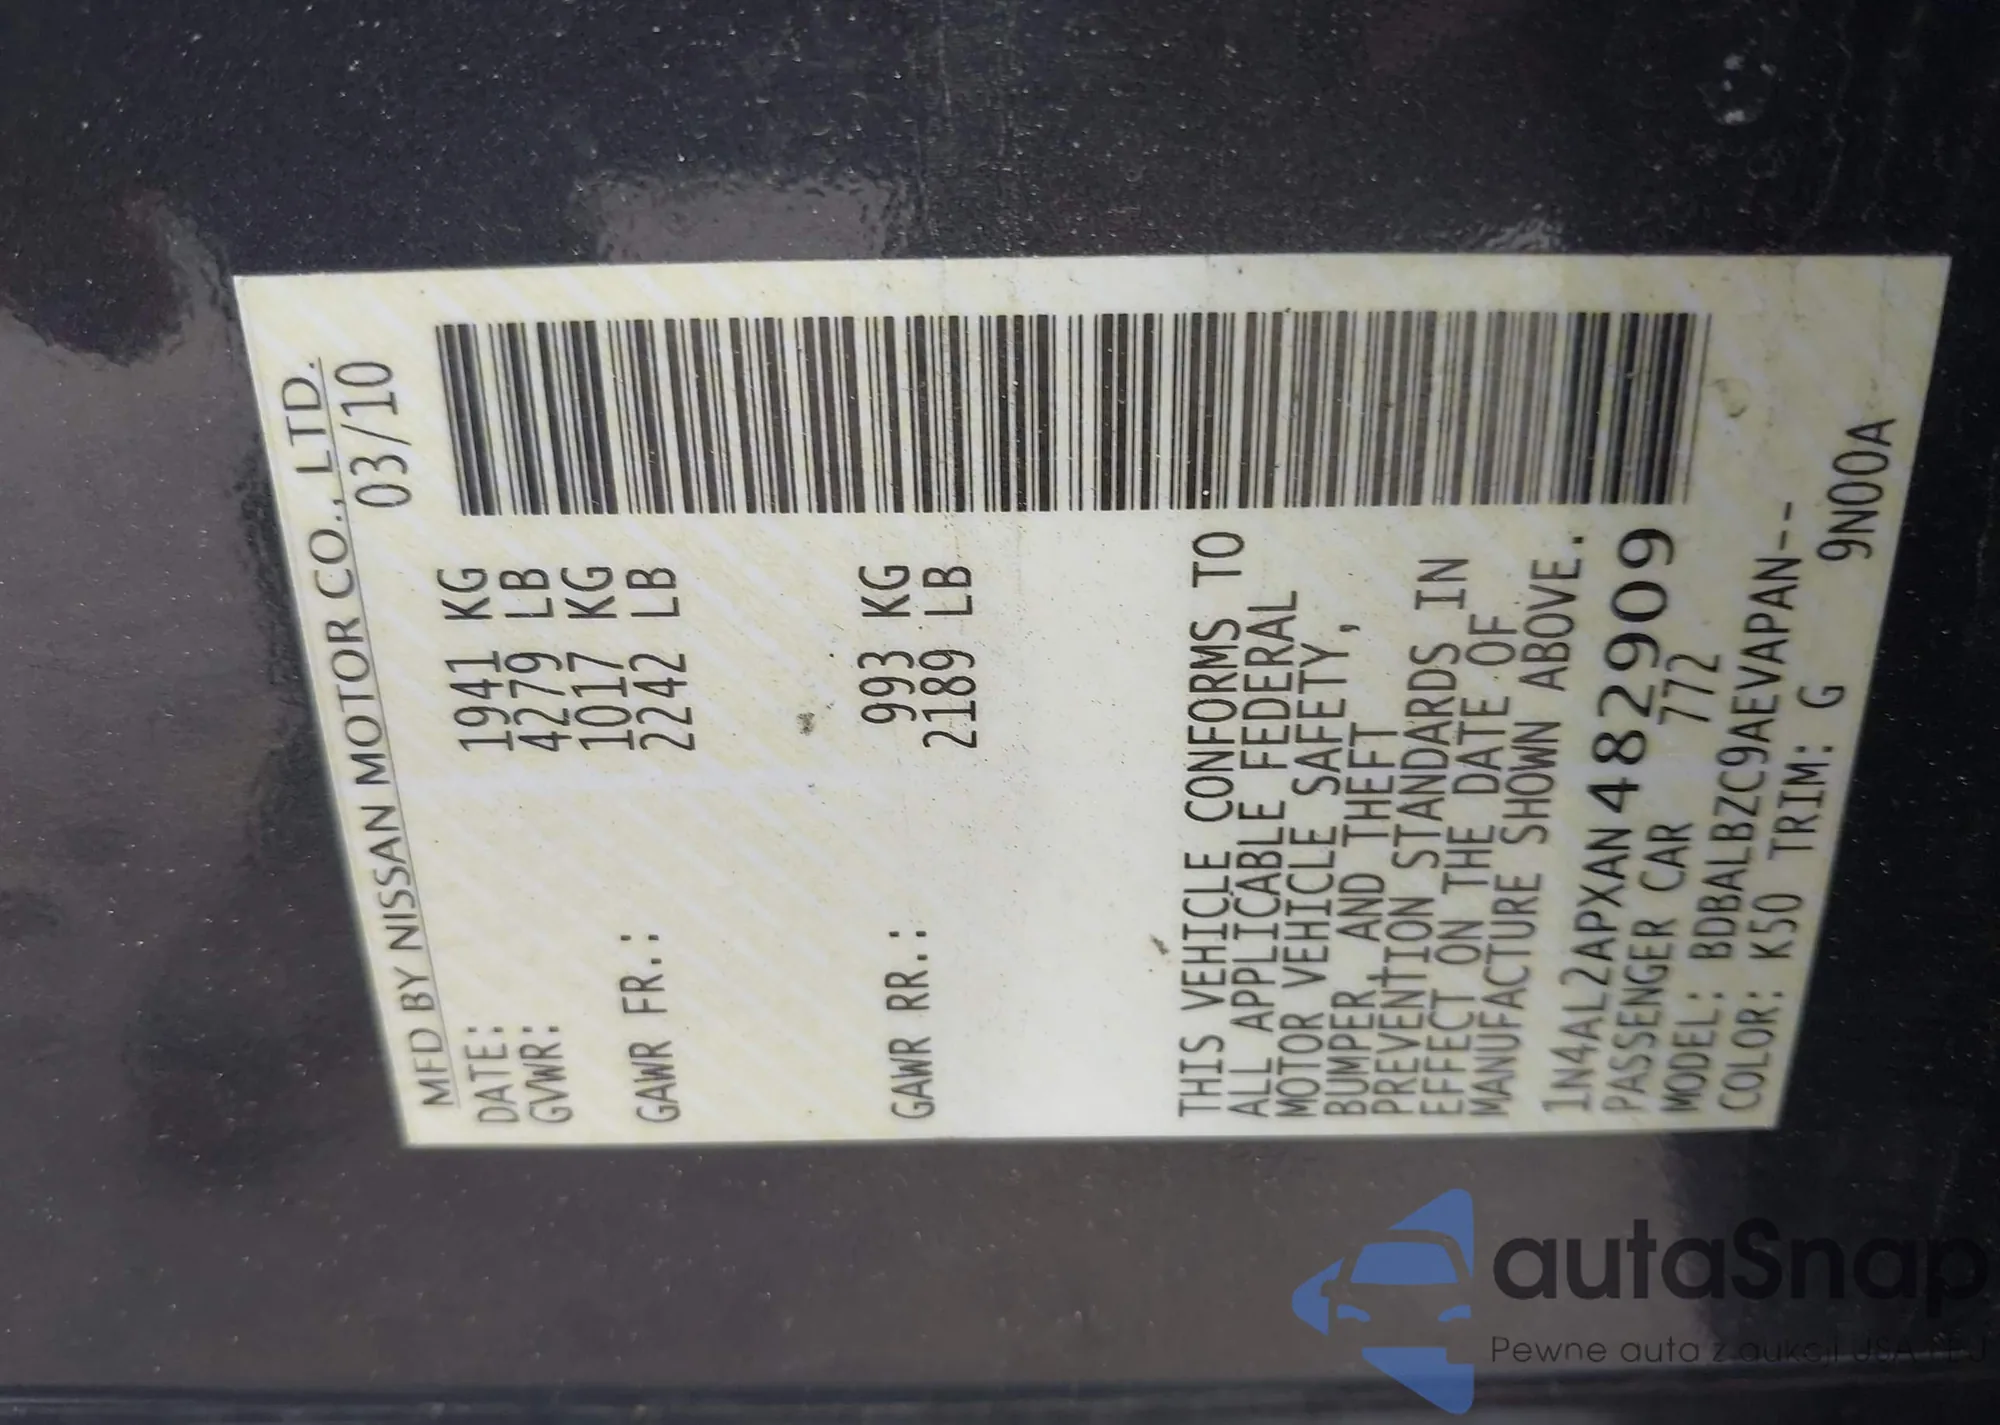 MFD BY NISSAN MOTOR CO., LTD.
DATE: 03/10
GVWR: 1941 KG
4279 LB
GAWR FR.: 1017 KG
2242 LB
GAWR RR.: 993 KG
2189 LB
THIS VEHICLE CONFORMS TO
ALL APPLICABLE FEDERAL
MOTOR VEHICLE SAFETY,
BUMPER, AND THEFT
PREVENTION STANDARDS IN
EFFECT ON THE DATE OF
MANUFACTURE SHOWN ABOVE.
1N4AL2APXAN482909
PASSENGER CAR 772
MODEL: BDBALBZC9AEVAPAN--
COLOR: K50 TRIM: G 9N00A
autaSnap
Pewne auta z aukcji USA